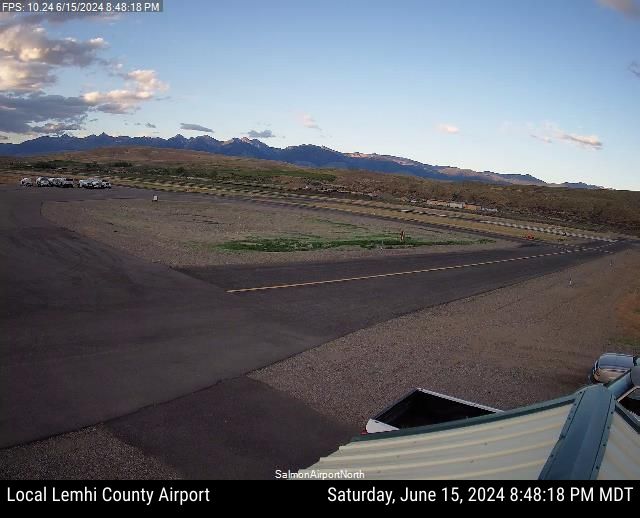 FPS: 10.24 6/15/2024 8:48:18 PM
SalmonAirportNorth
Local Lemhi County Airport
Saturday, June 15, 2024 8:48:18 PM MDT